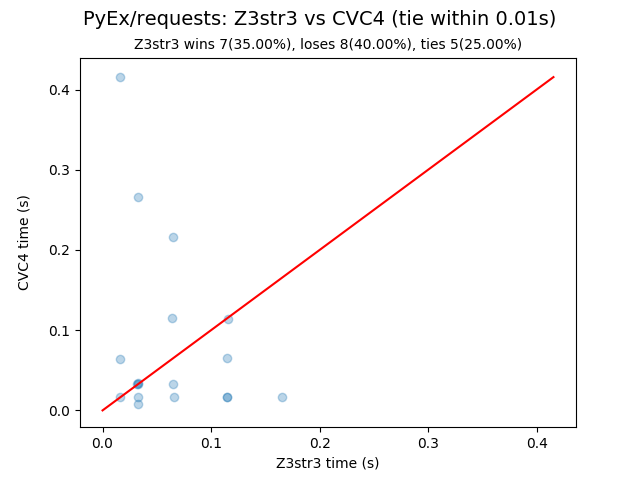 PyEx/requests: Z3str3 vs CVC4 (tie within 0.01s)
Z3str3 wins 7(35.00%), loses 8(40.00%), ties 5(25.00%)
0.4
0.3
0.2
0.1
0.0
CVC4 time (s)
0.0 0.1 0.2 0.3 0.4
Z3str3 time (s)